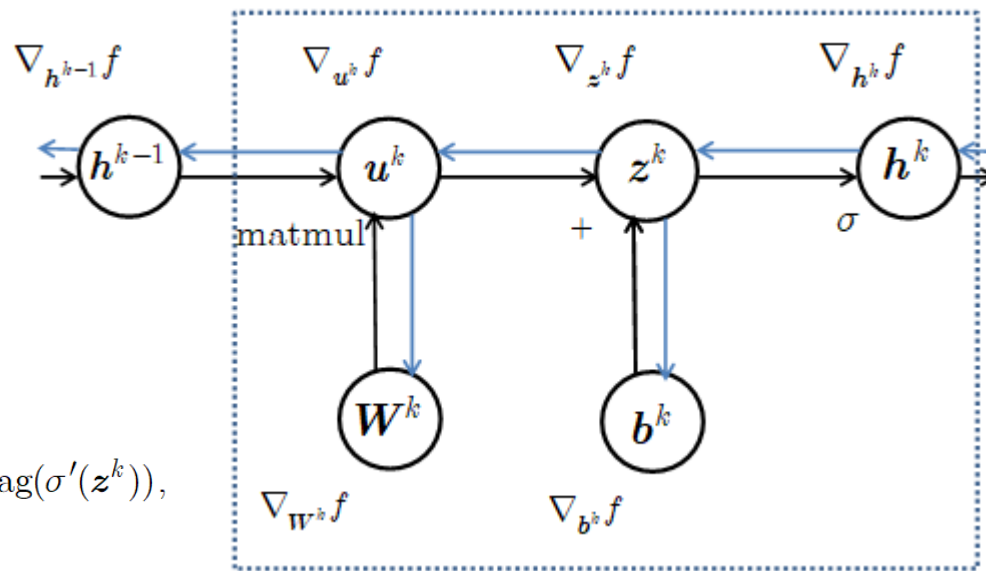 ∇_{h^{k-1}} f ∇_{u^k} f ∇_{z^k} f ∇_{h^k} f
h^{k-1} u^k z^k h^k
matmul + σ
W^k b^k
ag(σ′(z^k)),
∇_{W^k} f ∇_{b^k} f